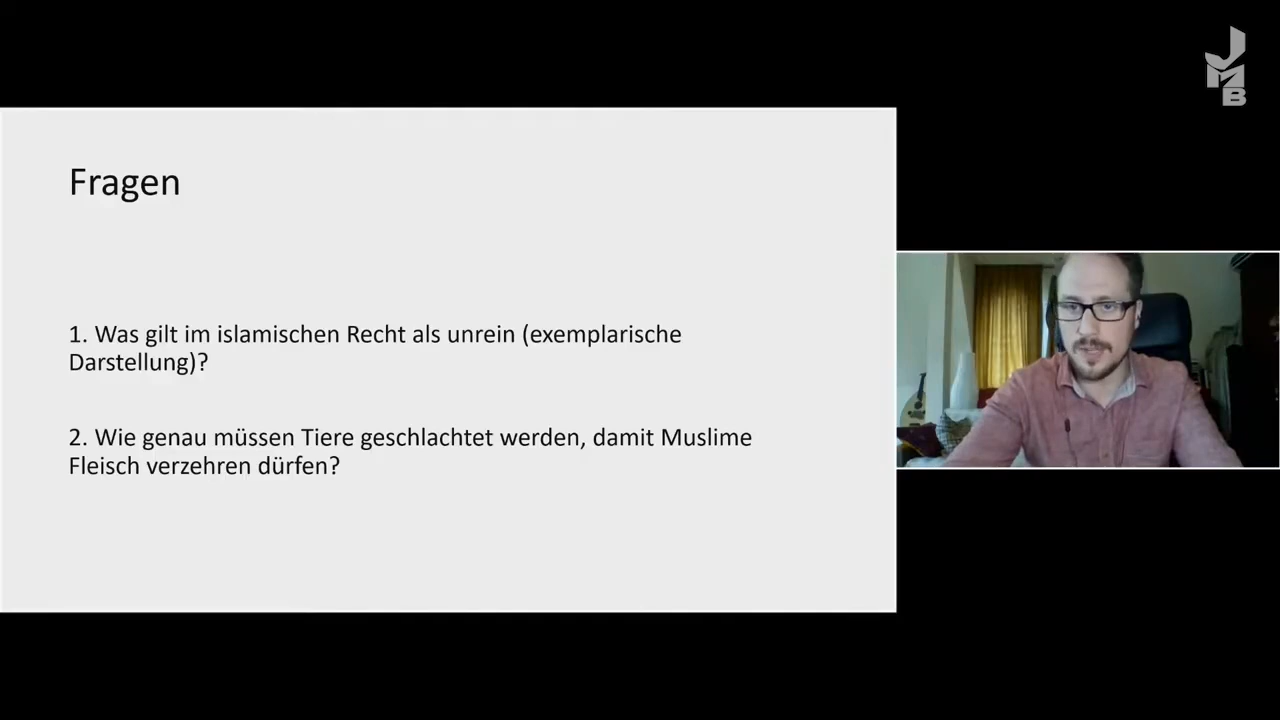 JMB
Fragen
1. Was gilt im islamischen Recht als unrein (exemplarische
Darstellung)?
2. Wie genau müssen Tiere geschlachtet werden, damit Muslime
Fleisch verzehren dürfen?